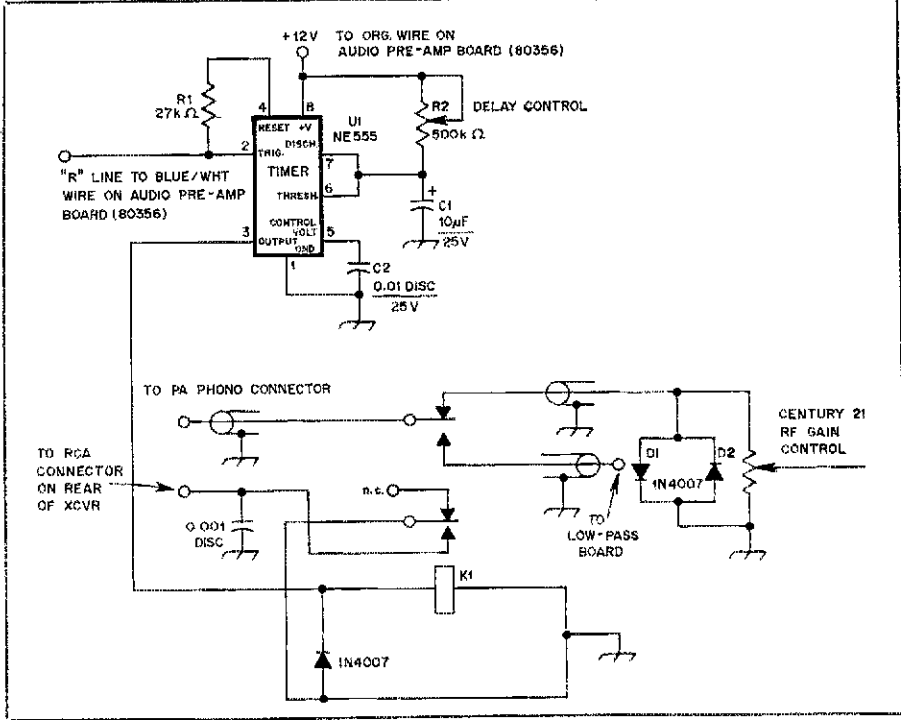 +12V TO ORG. WIRE ON
AUDIO PRE-AMP BOARD (80356)
R1
27k Ω
4
8
RESET
+V
U1
NE555
R2
500k Ω
DELAY CONTROL
2
TRIG.
DISCH.
7
TIMER
THRESH.
6
"R" LINE TO BLUE/WHT
WIRE ON AUDIO PRE-AMP
BOARD (80356)
+
C1
10µF
25V
CONTROL
VOLT
5
3
OUTPUT
GND
1
C2
0.01 DISC
25V
TO PA PHONO CONNECTOR
CENTURY 21
RF GAIN
CONTROL
TO RCA
CONNECTOR
ON REAR
OF XCVR
D1
D2
1N4007
n.c.
TO
LOW-PASS
BOARD
0.001
DISC
K1
1N4007